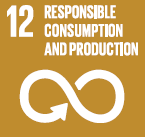 12 RESPONSIBLE
CONSUMPTION
AND PRODUCTION